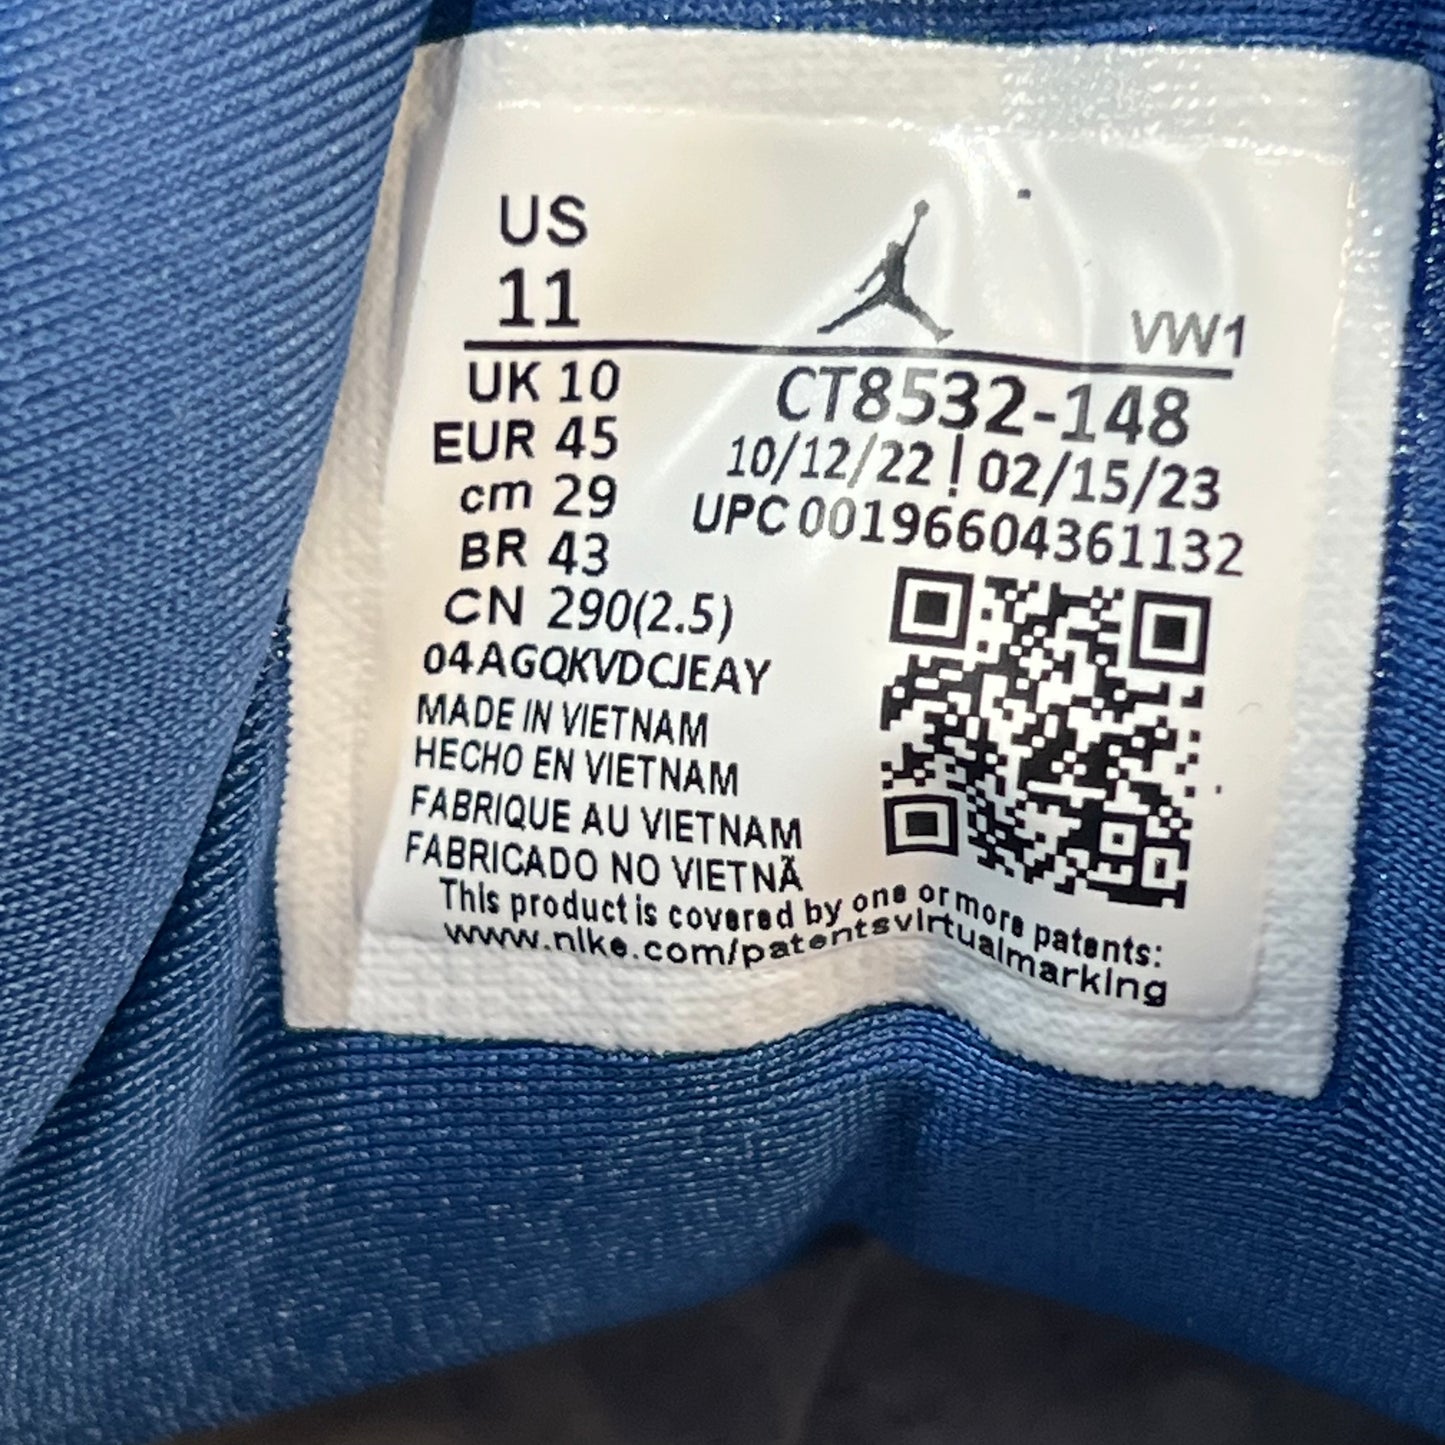 US
11
VW1
UK 10
EUR 45
cm 29
BR 43
CN 290(2.5)
CT8532-148
10/12/22 | 02/15/23
UPC 00196604361132
04AGQKVDCJEAY
MADE IN VIETNAM
HECHO EN VIETNAM
FABRIQUE AU VIETNAM
FABRICADO NO VIETNÃ
This product is covered by one or more patents:
www.nike.com/patentsvirtualmarking